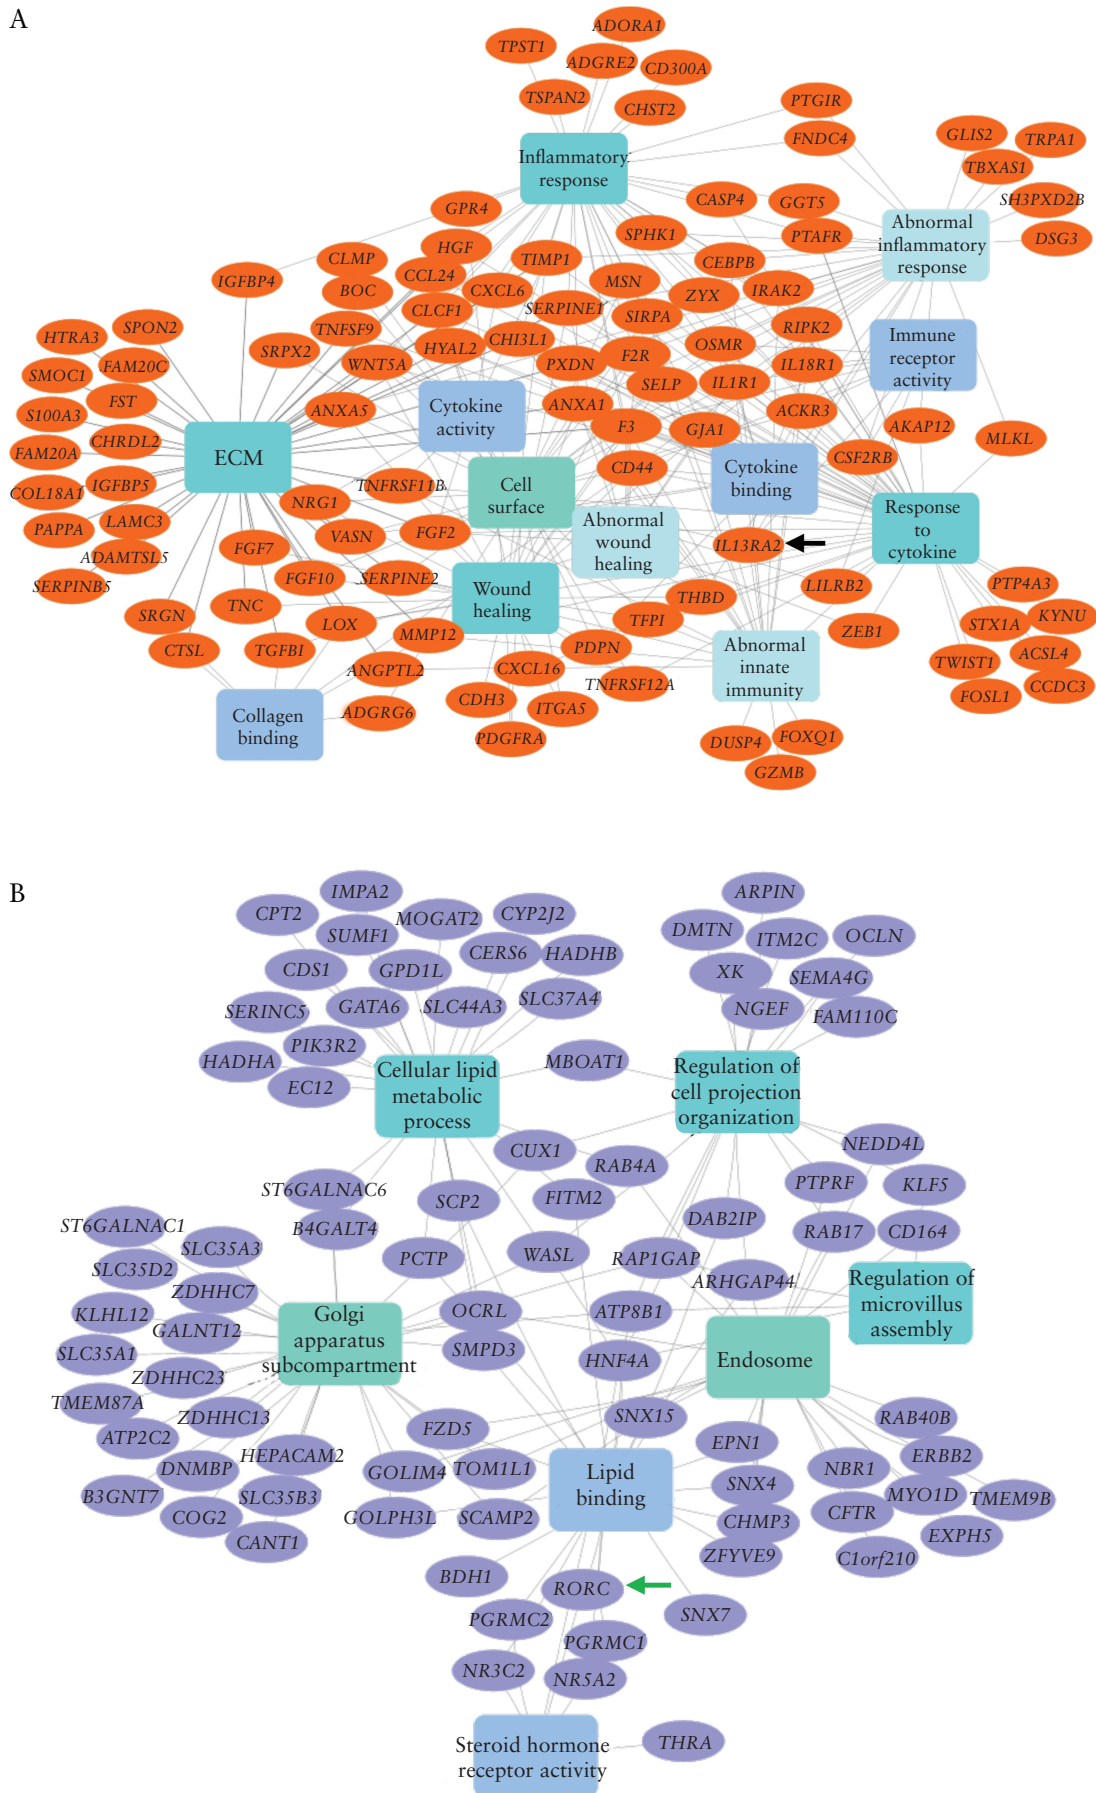 A
ADORA1
TPST1
ADGRE2
CD300A
TSPAN2
CHST2
PTGIR
FNDC4
GLIS2
TRPA1
TBXAS1
SH3PXD2B
DSG3
Inflammatory
response
CASP4
GGT5
PTAFR
Abnormal
inflammatory
response
GPR4
HGF
SPHK1
CEBPB
CLMP
CCL24
TIMP1
IGFBP4
BOC
CXCL6
MSN
ZYX
IRAK2
CLCF1
SERPINE1
SIRPA
RIPK2
TNFSF9
HYAL2
CHI3L1
OSMR
Immune
receptor
activity
HTRA3
SPON2
SRPX2
WNT5A
PXDN
F2R
IL18R1
SMOC1
FAM20C
SELP
IL1R1
S100A3
FST
ANXA5
Cytokine
activity
ANXA1
F3
GJA1
ACKR3
AKAP12
MLKL
FAM20A
CHRDL2
ECM
CD44
Cytokine
binding
CSF2RB
COL18A1
IGFBP5
NRG1
TNFRSF11B
Cell
surface
PAPPA
LAMC3
VASN
FGF2
Abnormal
wound
healing
IL13RA2
Response
to
cytokine
ADAMTSL5
FGF7
SERPINB5
FGF10
SERPINE2
Wound
healing
THBD
LILRB2
PTP4A3
SRGN
TNC
LOX
MMP12
TFPI
ZEB1
STX1A
KYNU
CTSL
TGFBI
ANGPTL2
CXCL16
PDPN
Abnormal
innate
immunity
TWIST1
ACSL4
TNFRSF12A
CDH3
ITGA5
FOSL1
CCDC3
Collagen
binding
ADGRG6
PDGFRA
DUSP4
FOXQ1
GZMB
B
IMPA2
ARPIN
CPT2
MOGAT2
CYP2J2
SUMF1
DMTN
ITM2C
OCLN
CDS1
GPD1L
CERS6
HADHB
XK
SEMA4G
SERINC5
GATA6
SLC44A3
SLC37A4
NGEF
FAM110C
HADHA
PIK3R2
EC12
Cellular lipid
metabolic
process
MBOAT1
Regulation of
cell projection
organization
CUX1
RAB4A
NEDD4L
ST6GALNAC6
SCP2
FITM2
PTPRF
KLF5
ST6GALNAC1
B4GALT4
DAB2IP
SLC35A3
PCTP
WASL
RAP1GAP
RAB17
CD164
SLC35D2
ZDHHC7
ARHGAP44
Regulation of
microvillus
assembly
KLHL12
GALNT12
Golgi
apparatus
subcompartment
OCRL
ATP8B1
SLC35A1
SMPD3
HNF4A
Endosome
ZDHHC23
TMEM87A
ZDHHC13
SNX15
RAB40B
ATP2C2
HEPACAM2
FZD5
EPN1
ERBB2
DNMBP
GOLIM4
TOM1L1
Lipid
binding
NBR1
B3GNT7
SLC35B3
SNX4
MYO1D
TMEM9B
COG2
GOLPH3L
SCAMP2
CHMP3
CFTR
EXPH5
CANT1
ZFYVE9
C1orf210
BDH1
RORC
PGRMC2
SNX7
PGRMC1
NR3C2
NR5A2
Steroid hormone
receptor activity
THRA